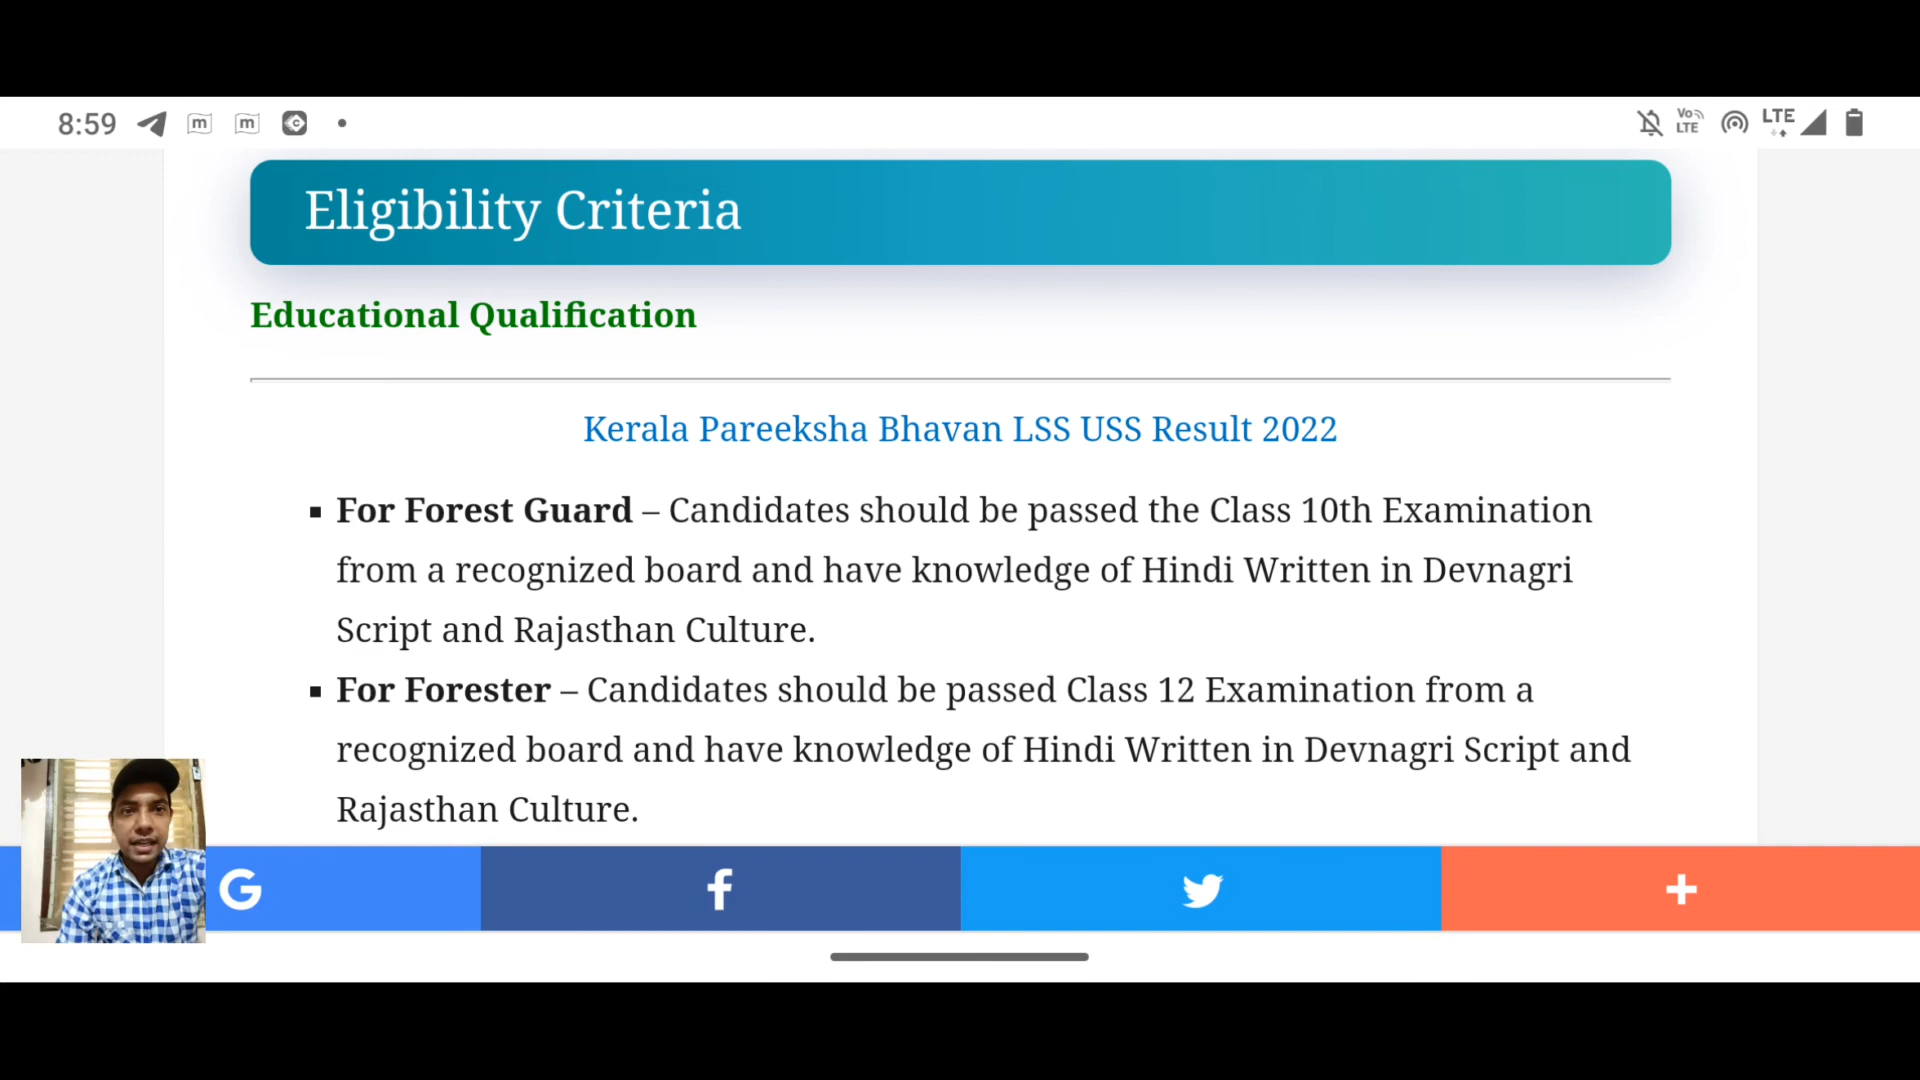 8:59 m m C Vo LTE LTE
Eligibility Criteria
Educational Qualification
Kerala Pareeksha Bhavan LSS USS Result 2022
▪ For Forest Guard – Candidates should be passed the Class 10th Examination
from a recognized board and have knowledge of Hindi Written in Devnagri
Script and Rajasthan Culture.
▪ For Forester – Candidates should be passed Class 12 Examination from a
recognized board and have knowledge of Hindi Written in Devnagri Script and
Rajasthan Culture.
G f +